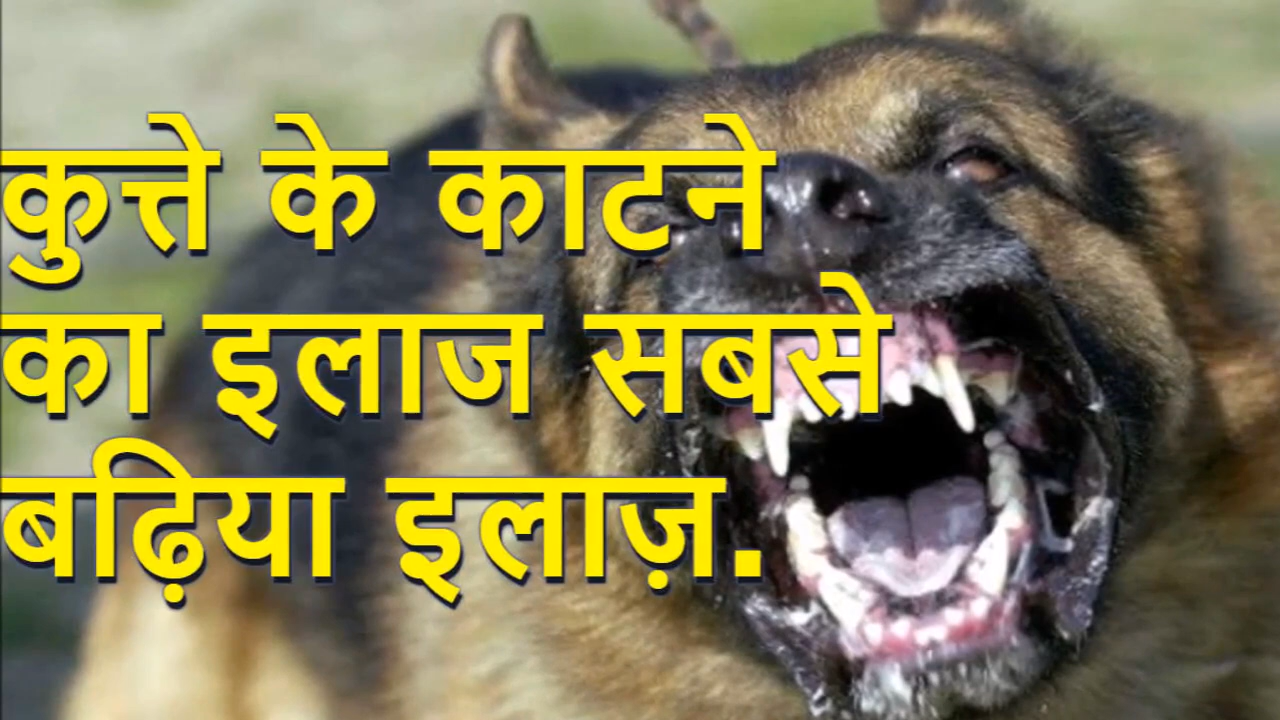 कुत्ते के काटने
का इलाज सबसे
बढ़िया इलाज़.